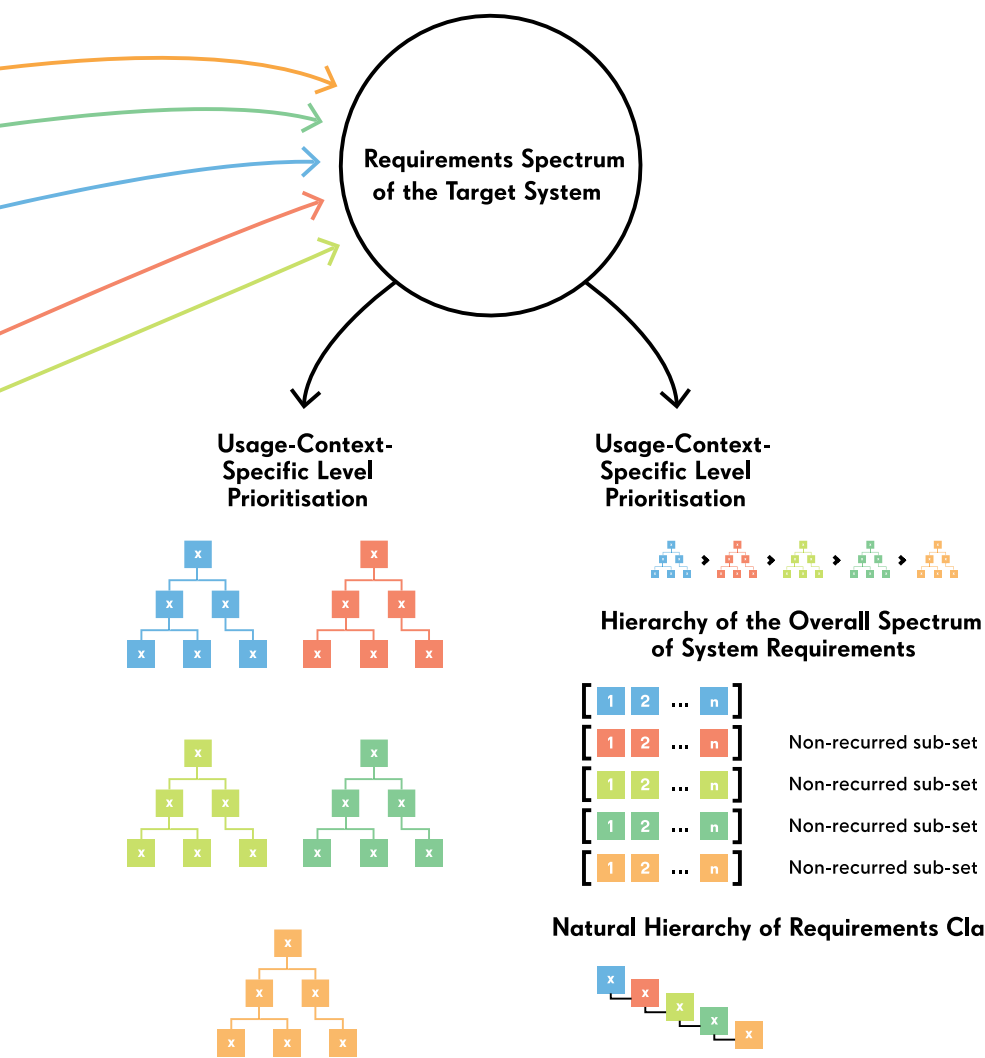 Requirements Spectrum
of the Target System
Usage-Context-
Specific Level
Prioritisation
x
x x
x x x
x
x x
x x x
x
x x
x x x
x
x x
x x x
x
x x
x x x
Usage-Context-
Specific Level
Prioritisation
Hierarchy of the Overall Spectrum
of System Requirements
[ 1 2 ... n ]
[ 1 2 ... n ] Non-recurred sub-set
[ 1 2 ... n ] Non-recurred sub-set
[ 1 2 ... n ] Non-recurred sub-set
[ 1 2 ... n ] Non-recurred sub-set
Natural Hierarchy of Requirements Cla
x
x
x
x
x